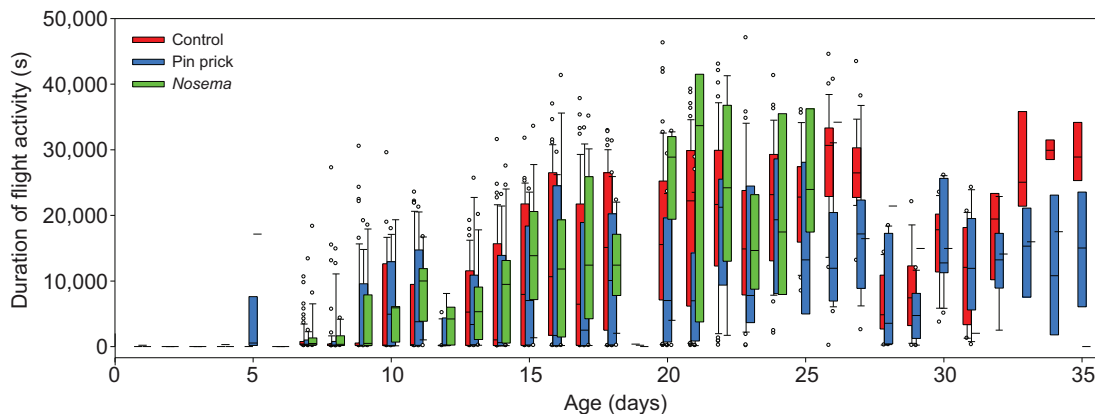 50,000
40,000
30,000
20,000
10,000
0
Duration of flight activity (s)
Control
Pin prick
Nosema
0 5 10 15 20 25 30 35
Age (days)